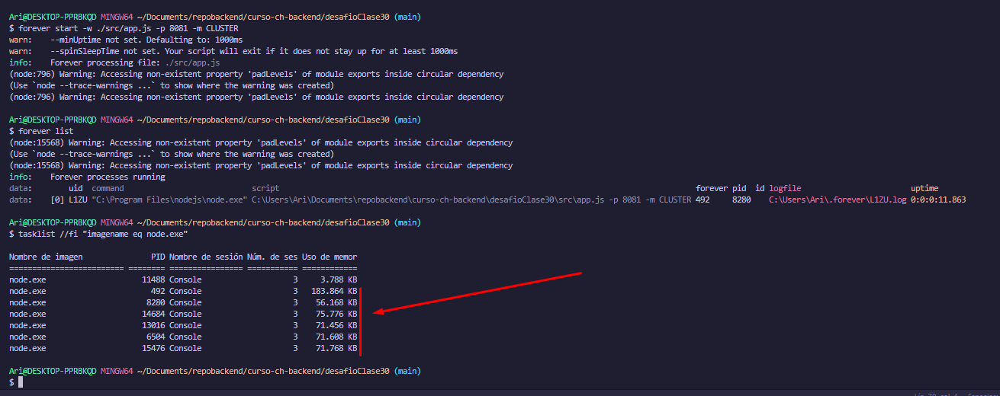 Ari@DESKTOP-PPRBKQD MINGW64 ~/Documents/repobackend/curso-ch-backend/desafioClase30 (main)
$ forever start -w ./src/app.js -p 8081 -m CLUSTER
warn:    --minUptime not set. Defaulting to: 1000ms
warn:    --spinSleepTime not set. Your script will exit if it does not stay up for at least 1000ms
info:    Forever processing file: ./src/app.js
(node:796) Warning: Accessing non-existent property 'padLevels' of module exports inside circular dependency
(Use `node --trace-warnings ...` to show where the warning was created)
(node:796) Warning: Accessing non-existent property 'padLevels' of module exports inside circular dependency
Ari@DESKTOP-PPRBKQD MINGW64 ~/Documents/repobackend/curso-ch-backend/desafioClase30 (main)
$ forever list
(node:15568) Warning: Accessing non-existent property 'padLevels' of module exports inside circular dependency
(Use `node --trace-warnings ...` to show where the warning was created)
(node:15568) Warning: Accessing non-existent property 'padLevels' of module exports inside circular dependency
info:    Forever processes running
data:        uid  command                            script                                                                                           forever pid  id logfile                        uptime
data:    [0] L1ZU "C:\Program Files\nodejs\node.exe" C:\Users\Ari\Documents\repobackend\curso-ch-backend\desafioClase30\src\app.js -p 8081 -m CLUSTER 492     8280    C:\Users\Ari\.forever\L1ZU.log 0:0:0:11.863
Ari@DESKTOP-PPRBKQD MINGW64 ~/Documents/repobackend/curso-ch-backend/desafioClase30 (main)
$ tasklist //fi "imagename eq node.exe"
Nombre de imagen               PID Nombre de sesión Núm. de ses Uso de memor
========================= ======== ================ =========== ============
node.exe                     11488 Console                    3     3.788 KB
node.exe                       492 Console                    3   183.864 KB
node.exe                      8280 Console                    3    56.168 KB
node.exe                     14684 Console                    3    75.776 KB
node.exe                     13016 Console                    3    71.456 KB
node.exe                      6504 Console                    3    71.608 KB
node.exe                     15476 Console                    3    71.768 KB
Ari@DESKTOP-PPRBKQD MINGW64 ~/Documents/repobackend/curso-ch-backend/desafioClase30 (main)
$